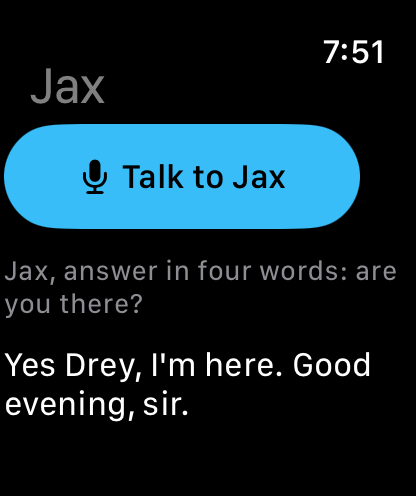 7:51
Jax
Talk to Jax
Jax, answer in four words: are
you there?
Yes Drey, I'm here. Good
evening, sir.